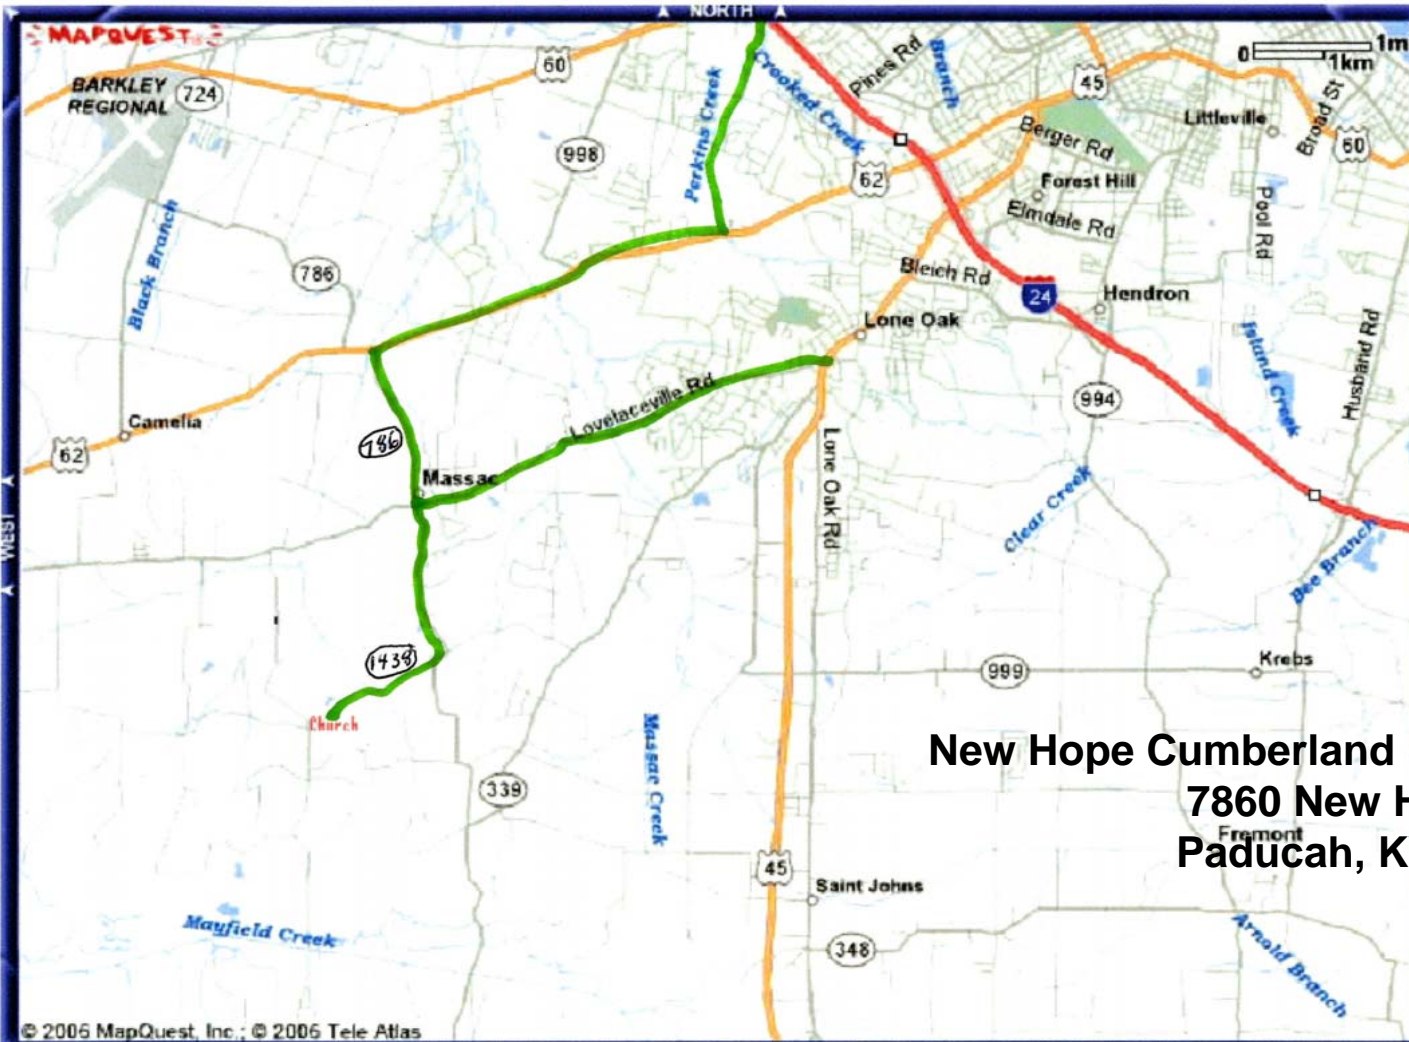 NORTH
MAPQUEST
0 1m
1km
60
45
BARKLEY
REGIONAL
724
Pines Rd
Branch
Crooked Creek
Perkins Creek
Littleville
Broad St
60
998
Berger Rd
62
Forest Hill
Elmdale Rd
Pool Rd
Black Branch
786
Bleich Rd
24
Hendron
Lone Oak
Island Creek
Husband Rd
Lovelaceville Rd
994
Camelia
62
786
Massac
Lone Oak Rd
Clear Creek
WEST
Bee Branch
1438
Krebs
999
Church
Massac Creek
New Hope Cumberland
7860 New H
339
Fremont
Paducah, K
45
Saint Johns
Mayfield Creek
348
Arnold Branch
© 2006 MapQuest, Inc.; © 2006 Tele Atlas